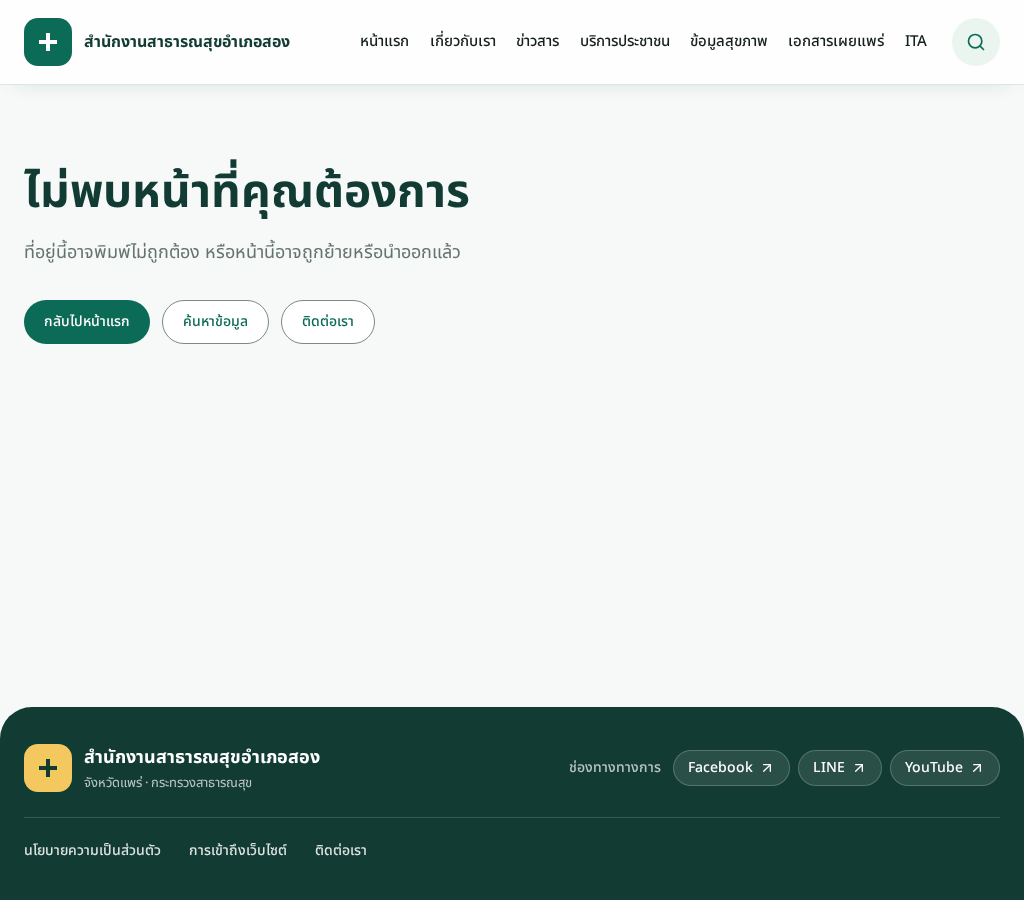 สำนักงานสาธารณสุขอำเภอสอง
หน้าแรก เกี่ยวกับเรา ข่าวสาร บริการประชาชน ข้อมูลสุขภาพ เอกสารเผยแพร่ ITA
ไม่พบหน้าที่คุณต้องการ
ที่อยู่นี้อาจพิมพ์ไม่ถูกต้อง หรือหน้านี้อาจถูกย้ายหรือนำออกแล้ว
กลับไปหน้าแรก ค้นหาข้อมูล ติดต่อเรา
สำนักงานสาธารณสุขอำเภอสอง
จังหวัดแพร่ · กระทรวงสาธารณสุข
ช่องทางทางการ Facebook LINE YouTube
นโยบายความเป็นส่วนตัว การเข้าถึงเว็บไซต์ ติดต่อเรา